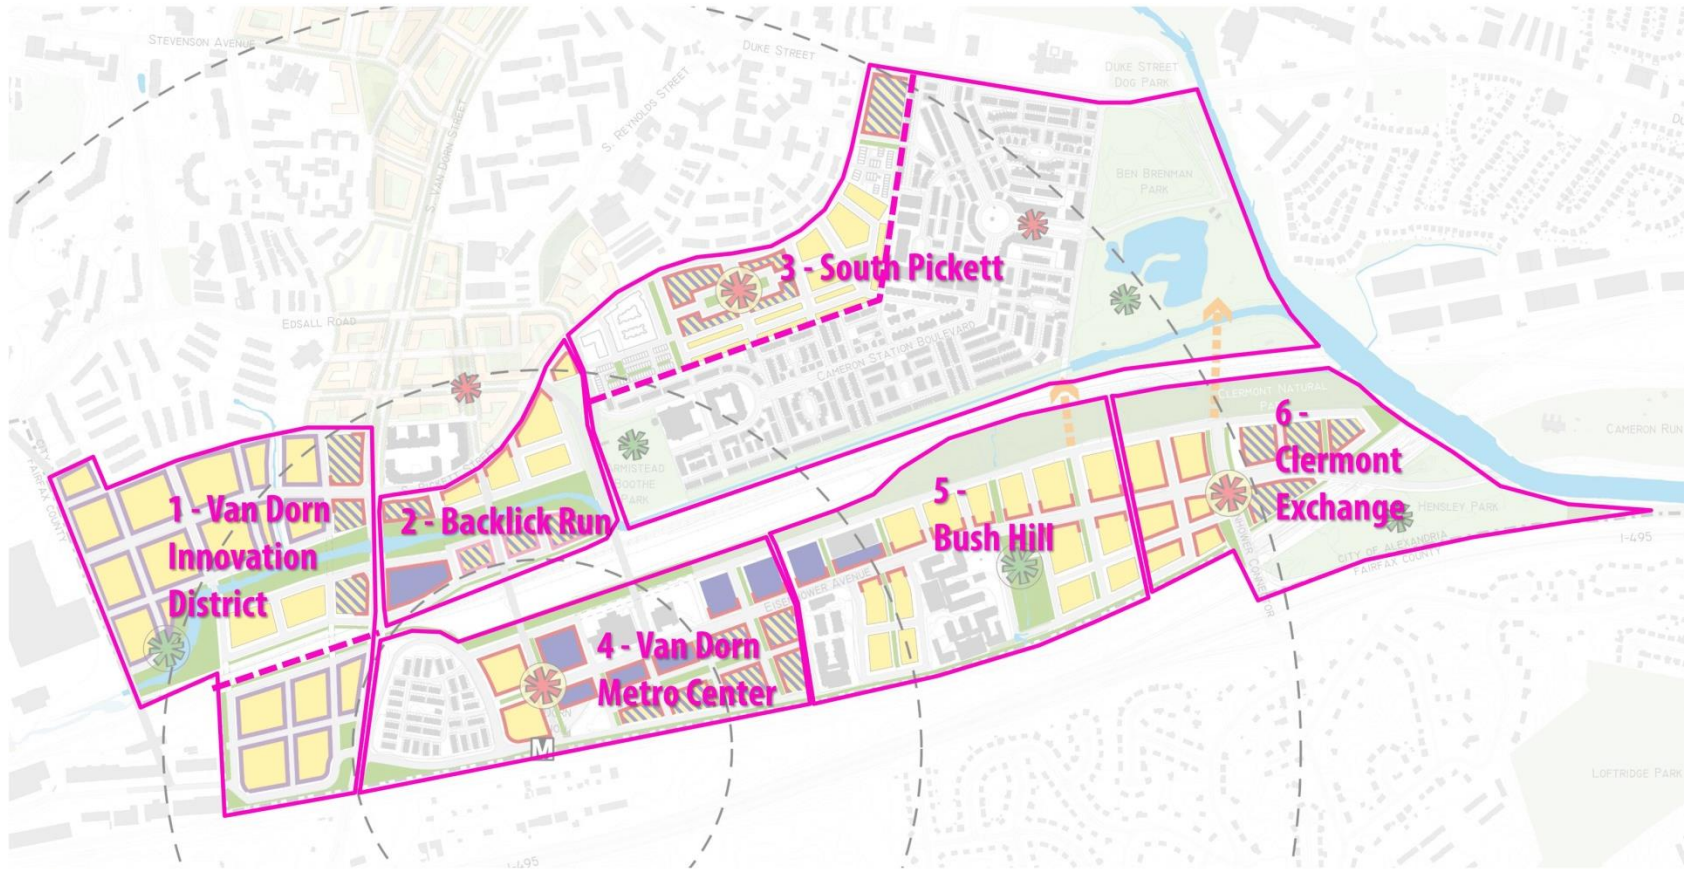 STEVENSON AVENUE
DUKE STREET
DUKE STREET
DOG PARK
S. REYNOLDS STREET
S. VAN DORN STREET
BEN BRENMAN
PARK
3 - South Pickett
EDSALL ROAD
CAMERON STATION BOULEVARD
CLERMONT NATURAL
6 -
Clermont
Exchange
CAMERON RUN
FAIRFAX COUNTY
ARMISTEAD
BOOTHE
PARK
1 - Van Dorn
Innovation
District
2 - Backlick Run
5 -
Bush Hill
HENSLEY PARK
I-495
CITY OF ALEXANDRIA
FAIRFAX COUNTY
EISENHOWER AVENUE
4 - Van Dorn
Metro Center
M
LOFTRIDGE PARK
I-495